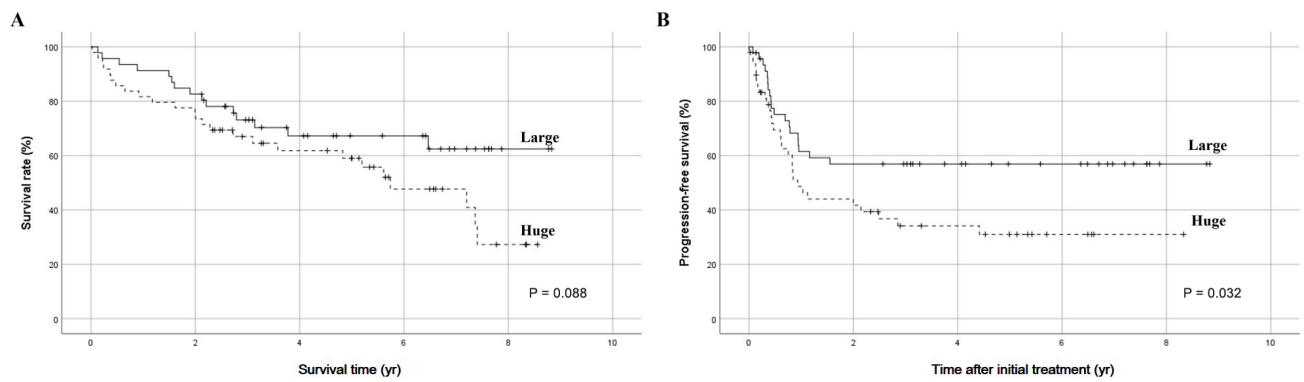 A
100
80
60
40
20
0
Survival rate (%)
Large
Huge
P = 0.088
0 2 4 6 8 10
Survival time (yr)
B
100
80
60
40
20
0
Progression-free survival (%)
Large
Huge
P = 0.032
0 2 4 6 8 10
Time after initial treatment (yr)